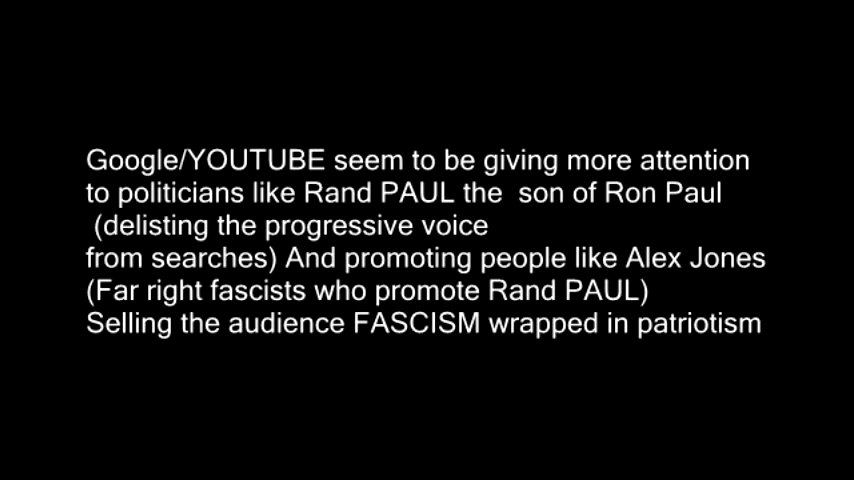 Google/YOUTUBE seem to be giving more attention
to politicians like Rand PAUL the  son of Ron Paul
(delisting the progressive voice
from searches) And promoting people like Alex Jones
(Far right fascists who promote Rand PAUL)
Selling the audience FASCISM wrapped in patriotism